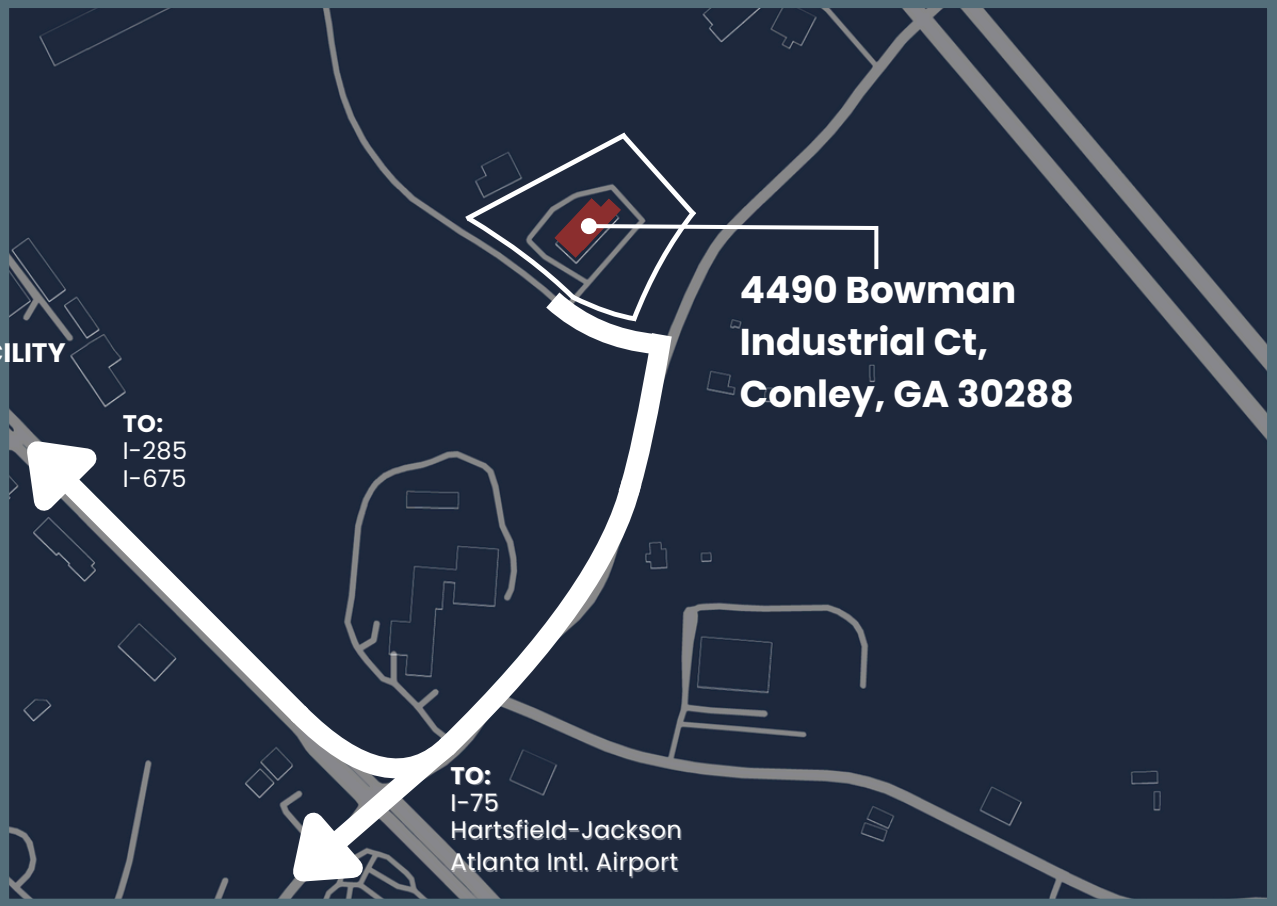 4490 Bowman
Industrial Ct,
Conley, GA 30288
CILITY
TO:
I-285
I-675
TO:
I-75
Hartsfield-Jackson
Atlanta Intl. Airport